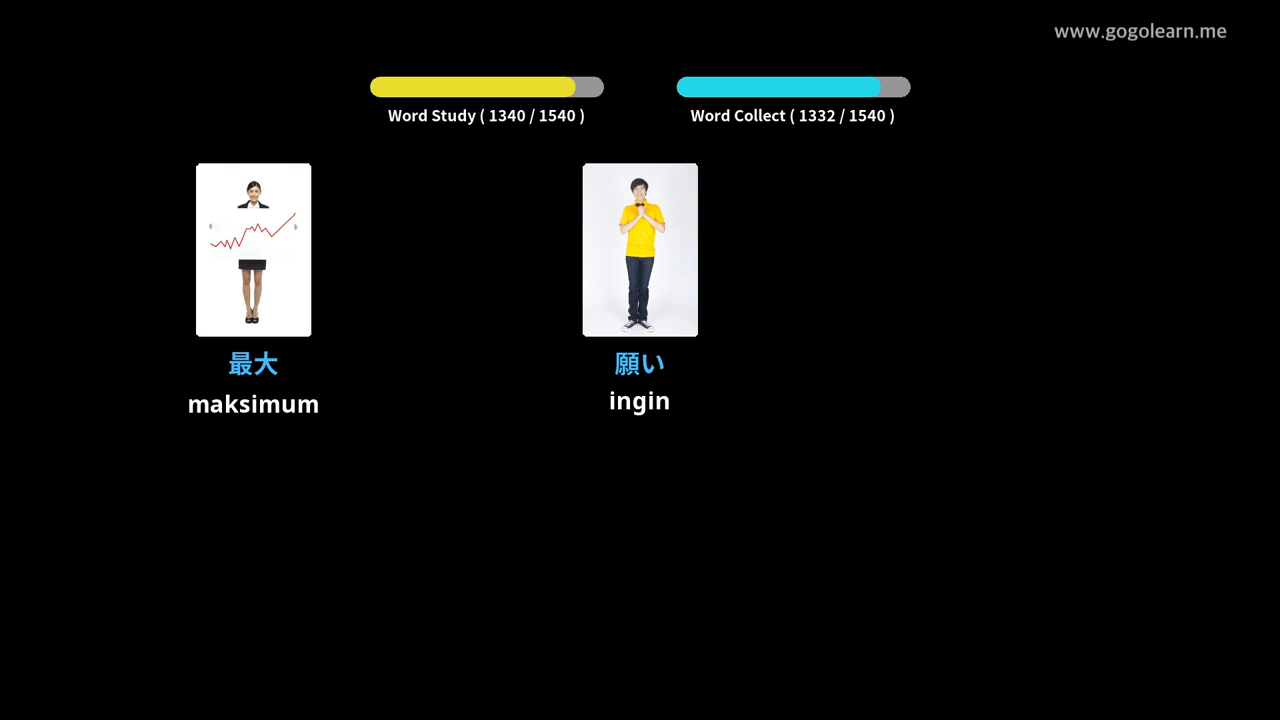 www.gogolearn.me
Word Study ( 1340 / 1540 )
Word Collect ( 1332 / 1540 )
最大
maksimum
願い
ingin